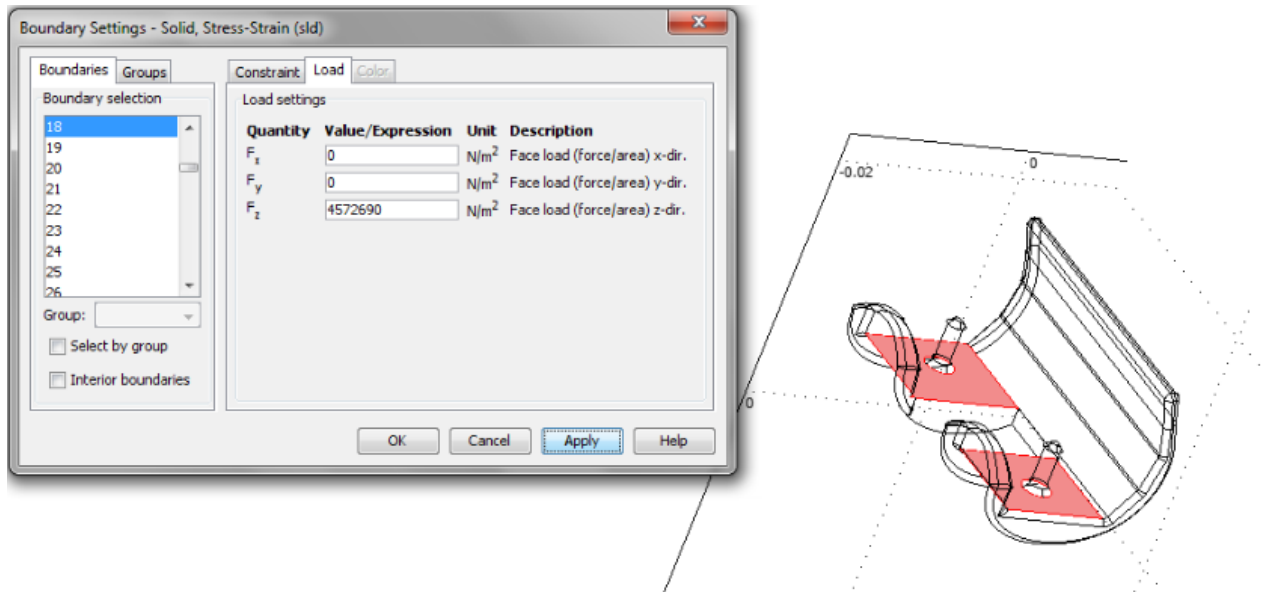 Boundary Settings - Solid, Stress-Strain (sld)
Boundaries Groups
Constraint Load Color
Boundary selection
18
19
20
21
22
23
24
25
26
Group:
Select by group
Interior boundaries
Load settings
Quantity Value/Expression Unit Description
Fx 0 N/m2 Face load (force/area) x-dir.
Fy 0 N/m2 Face load (force/area) y-dir.
Fz 4572690 N/m2 Face load (force/area) z-dir.
OK Cancel Apply Help
-0.02
0
0